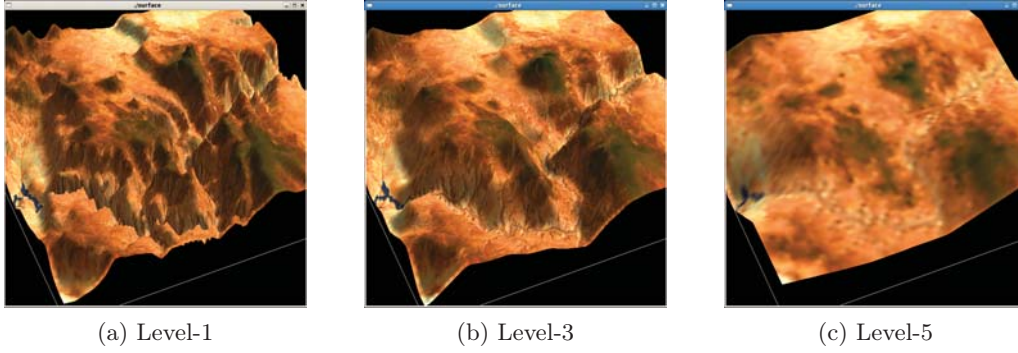 ./surface
./surface
./surface
(a) Level-1
(b) Level-3
(c) Level-5